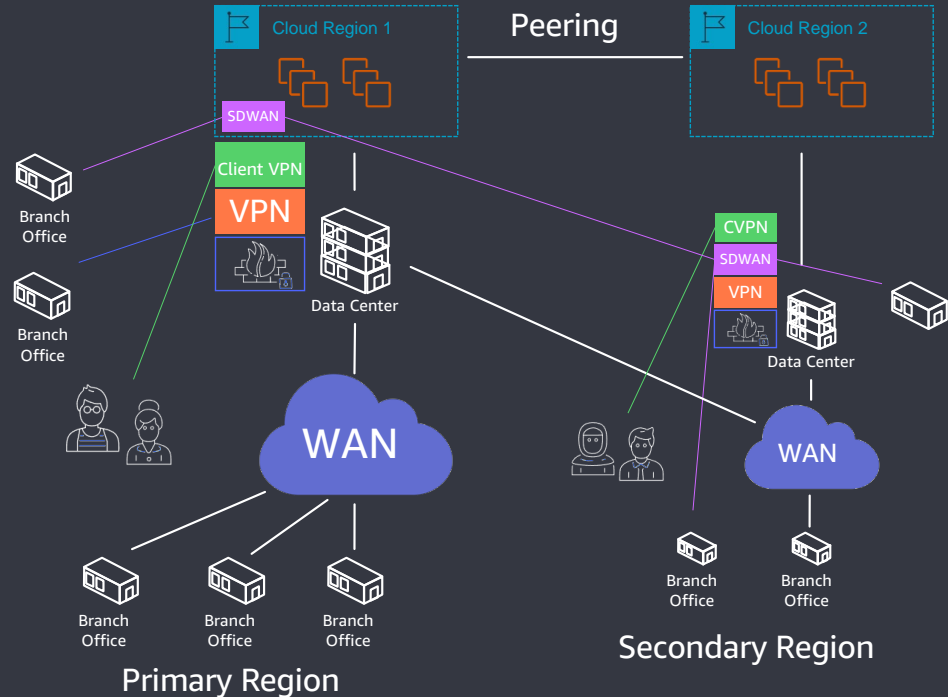 Cloud Region 1
Peering
Cloud Region 2
SDWAN
Client VPN
VPN
Branch
Office
Branch
Office
Data Center
CVPN
SDWAN
VPN
Data Center
WAN
WAN
Branch
Office
Branch
Office
Branch
Office
Branch
Office
Branch
Office
Primary Region
Secondary Region